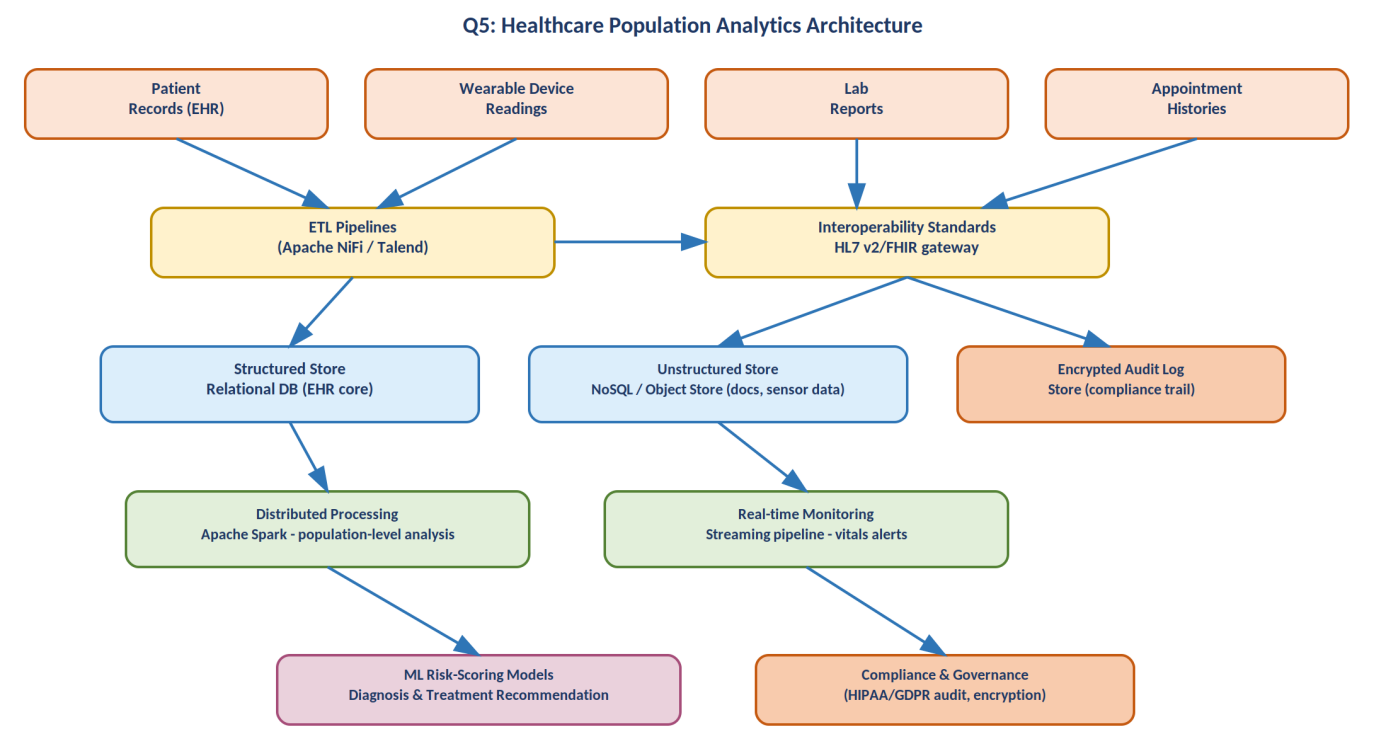 Q5: Healthcare Population Analytics Architecture
Patient
Records (EHR)
Wearable Device
Readings
Lab
Reports
Appointment
Histories
ETL Pipelines
(Apache NiFi / Talend)
Interoperability Standards
HL7 v2/FHIR gateway
Structured Store
Relational DB (EHR core)
Unstructured Store
NoSQL / Object Store (docs, sensor data)
Encrypted Audit Log
Store (compliance trail)
Distributed Processing
Apache Spark - population-level analysis
Real-time Monitoring
Streaming pipeline - vitals alerts
ML Risk-Scoring Models
Diagnosis & Treatment Recommendation
Compliance & Governance
(HIPAA/GDPR audit, encryption)